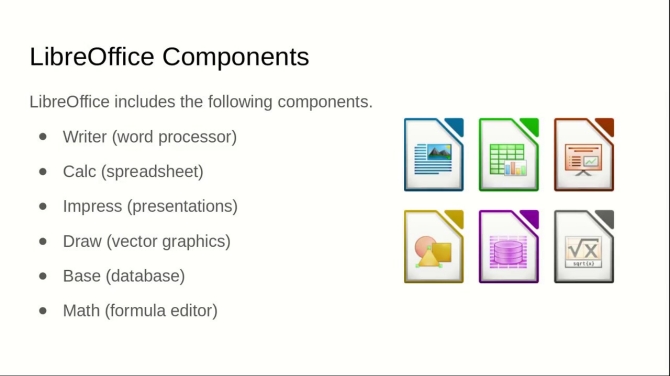 LibreOffice Components
LibreOffice includes the following components.
● Writer (word processor)
● Calc (spreadsheet)
● Impress (presentations)
● Draw (vector graphics)
● Base (database)
● Math (formula editor)
√x
sqrt(x)